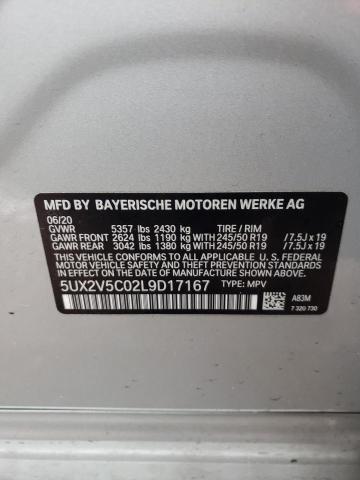 MFD BY BAYERISCHE MOTOREN WERKE AG
06/20
GVWR 5357 lbs 2430 kg TIRE / RIM
GAWR FRONT 2624 lbs 1190 kg WITH 245/50 R19 /7.5J x 19
GAWR REAR 3042 lbs 1380 kg WITH 245/50 R19 /7.5J x 19
THIS VEHICLE CONFORMS TO ALL APPLICABLE U.S. FEDERAL
MOTOR VEHICLE SAFETY STANDARDS IN EFFECT ON THE
DATE OF MANUFACTURE SHOWN ABOVE.
5UX2V5C02L9D17167 TYPE: MPV
A83M
7 320 730